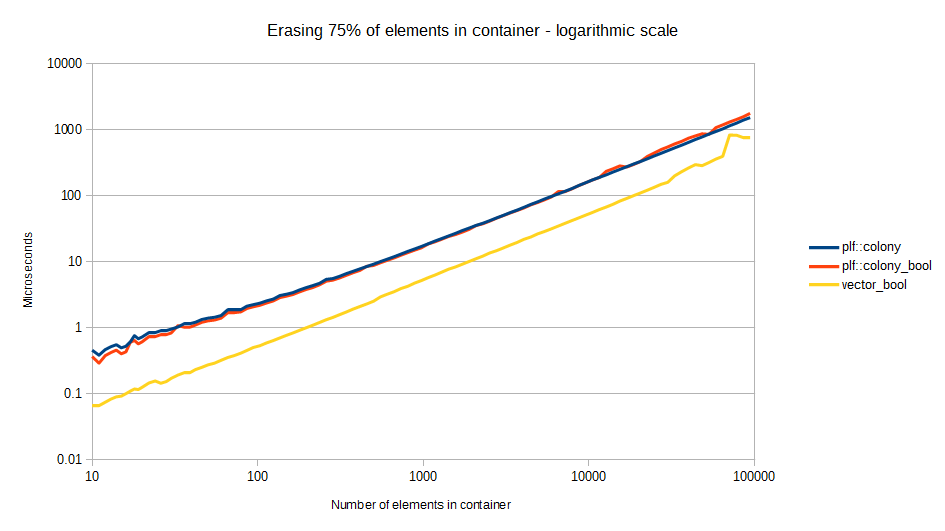 Erasing 75% of elements in container - logarithmic scale
10000
1000
100
10
1
0.1
0.01
10
100
1000
10000
100000
Microseconds
Number of elements in container
plf::colony
plf::colony_bool
vector_bool